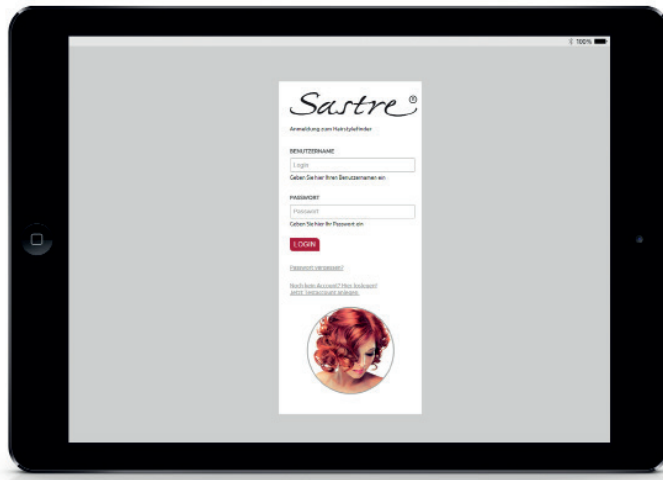 100%
Sastre®
Anmeldung zum Hairstylefinder
BENUTZERNAME
Login
Geben Sie hier Ihren Benutzernamen ein
PASSWORT
Passwort
Geben Sie hier Ihr Passwort ein
LOGIN
Passwort vergessen?
Noch kein Account? Hier loslegen!
Jetzt Testaccount anlegen.